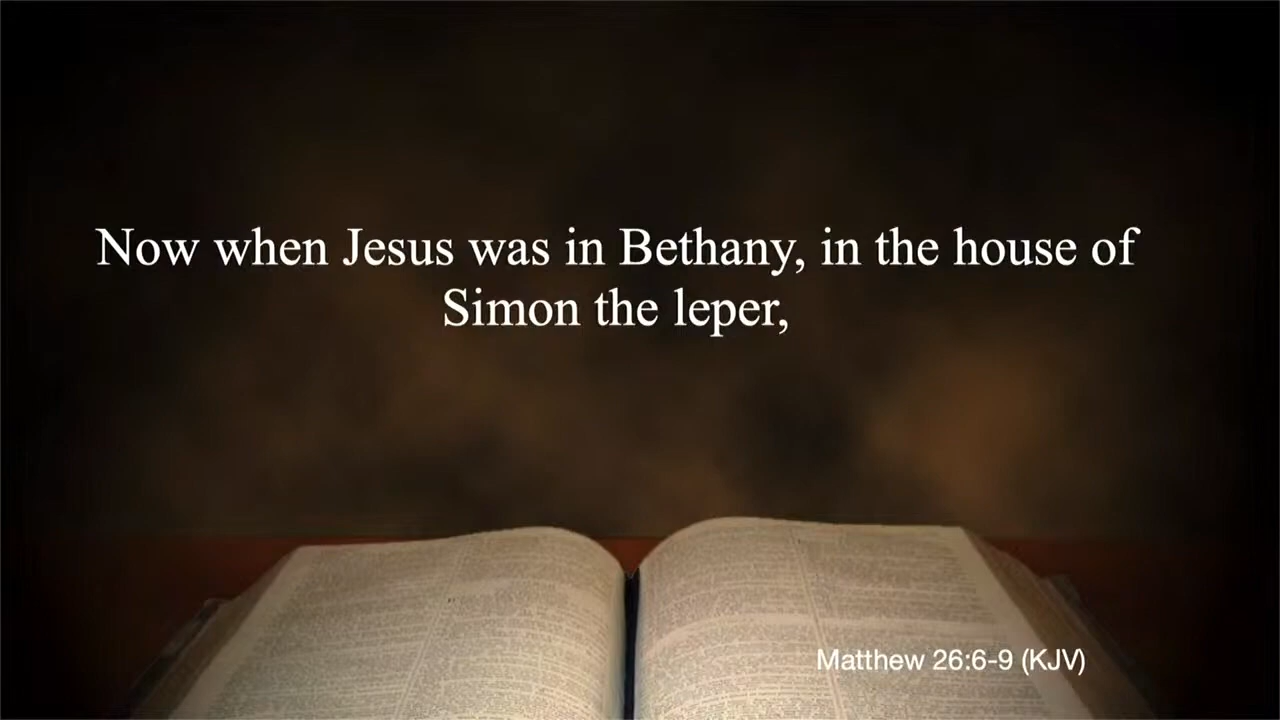 Now when Jesus was in Bethany, in the house of
Simon the leper,
Matthew 26:6-9 (KJV)